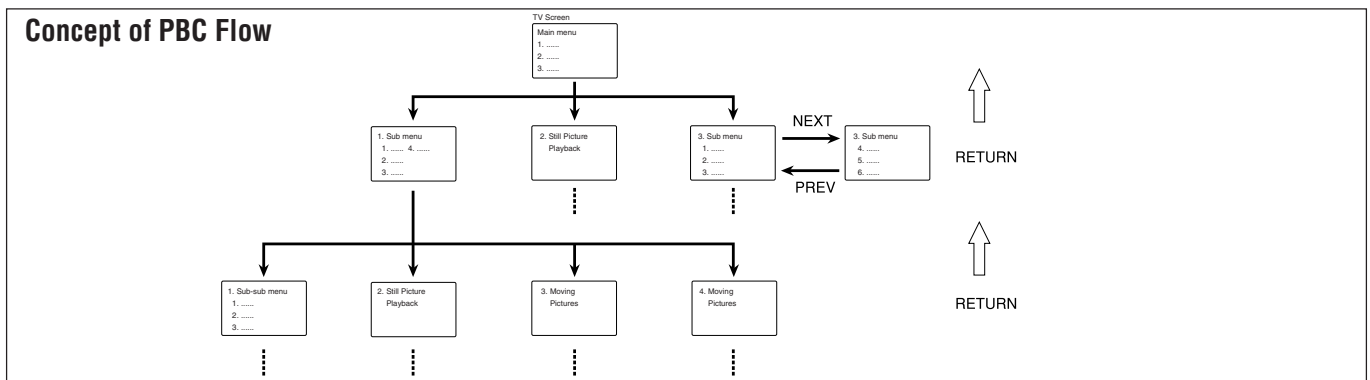 Concept of PBC Flow
TV Screen
Main menu
1. ......
2. ......
3. ......
1. Sub menu
1. ...... 4. ......
2. ......
3. ......
2. Still Picture
Playback
3. Sub menu
1. ......
2. ......
3. ......
NEXT
PREV
3. Sub menu
4. ......
5. ......
6. ......
RETURN
1. Sub-sub menu
1. ......
2. ......
3. ......
2. Still Picture
Playback
3. Moving
Pictures
4. Moving
Pictures
RETURN